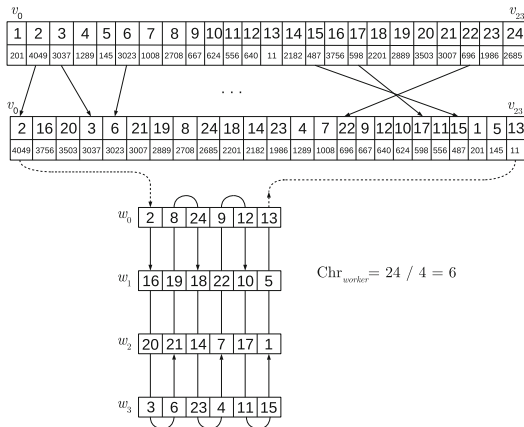 v0 v23
1 2 3 4 5 6 7 8 9 10 11 12 13 14 15 16 17 18 19 20 21 22 23 24
201 4049 3037 1289 145 3023 1008 2708 667 624 556 640 11 2182 487 3756 598 2201 2889 3503 3007 696 1986 2685
. . .
v0 v23
2 16 20 3 6 21 19 8 24 18 14 23 4 7 22 9 12 10 17 11 15 1 5 13
4049 3756 3503 3037 3023 3007 2889 2708 2685 2201 2182 1986 1289 1008 696 667 640 624 598 556 487 201 145 11
w0 2 8 24 9 12 13
Chrworker = 24 / 4 = 6
w1 16 19 18 22 10 5
w2 20 21 14 7 17 1
w3 3 6 23 4 11 15